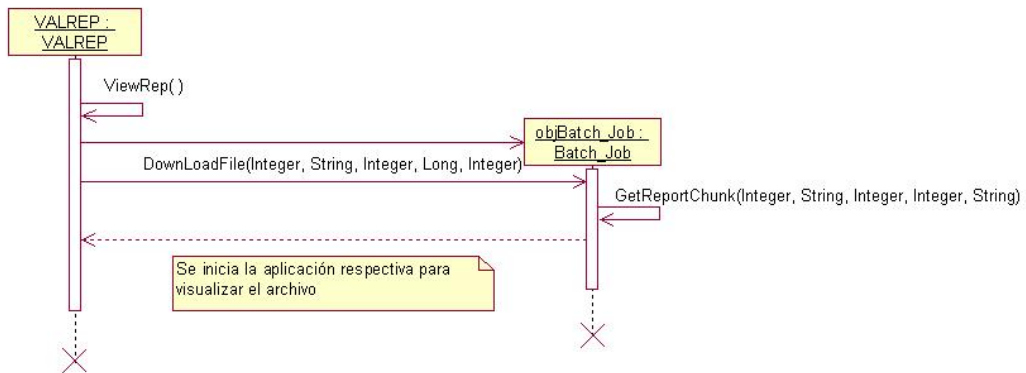 VALREP :
VALREP
ViewRep( )
objBatch_Job :
Batch_Job
DownLoadFile(Integer, String, Integer, Long, Integer)
GetReportChunk(Integer, String, Integer, Integer, String)
Se inicia la aplicación respectiva para
visualizar el archivo